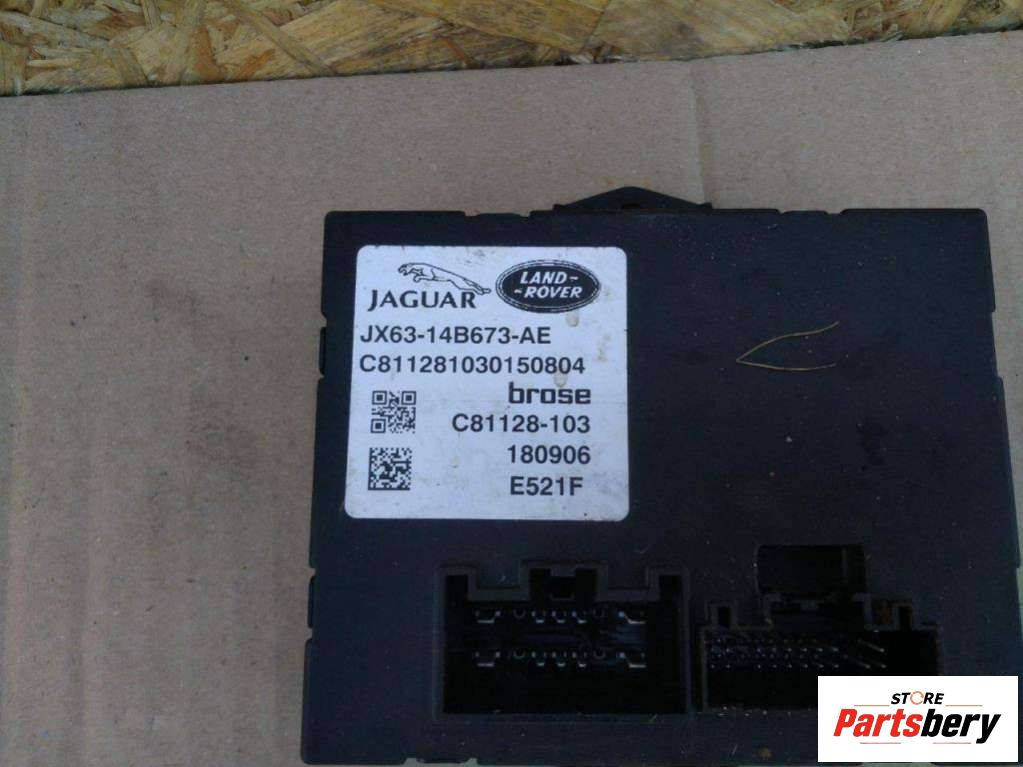 JAGUAR
LAND-
-ROVER
JX63-14B673-AE
C811281030150804
brose
C81128-103
180906
E521F
STORE
Partsbery